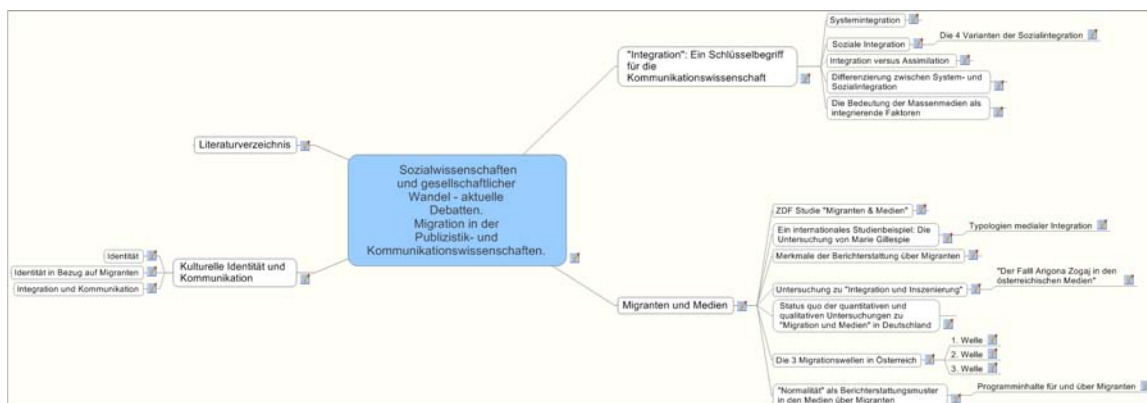 Sozialwissenschaften
und gesellschaftlicher
Wandel - aktuelle
Debatten.
Migration in der
Publizistik- und
Kommunikationswissenschaften.
"Integration": Ein Schlüsselbegriff
für die
Kommunikationswissenschaft
Systemintegration
Soziale Integration
Die 4 Varianten der Sozialintegration
Integration versus Assimilation
Differenzierung zwischen System- und
Sozialintegration
Die Bedeutung der Massenmedien als
integrierende Faktoren
Migranten und Medien
ZDF Studie "Migranten & Medien"
Ein internationales Studienbeispiel: Die
Untersuchung von Marie Gillespie
Typologien medialer Integration
Merkmale der Berichterstattung über Migranten
Untersuchung zu "Integration und Inszenierung"
"Der Falll Arigona Zogaj in den
österreichischen Medien"
Status quo der quantitativen und
qualitativen Untersuchungen zu
"Migration und Medien" in Deutschland
Die 3 Migrationswellen in Österreich
1. Welle
2. Welle
3. Welle
"Normalität" als Berichterstattungsmuster
in den Medien über Migranten
Programminhalte für und über Migranten
Literaturverzeichnis
Kulturelle Identität und
Kommunikation
Identität
Identität in Bezug auf Migranten
Integration und Kommunikation